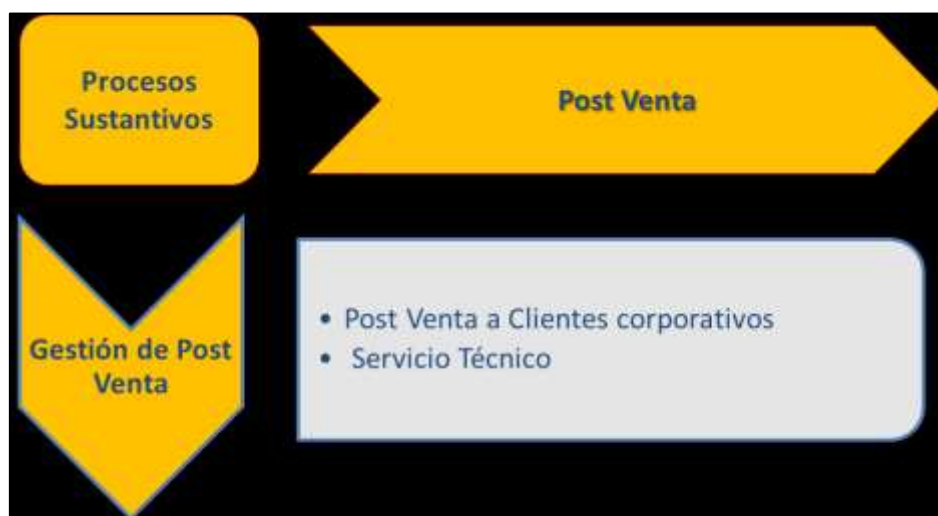 Procesos
Sustantivos
Post Venta
Gestión de Post
Venta
• Post Venta a Clientes corporativos
• Servicio Técnico